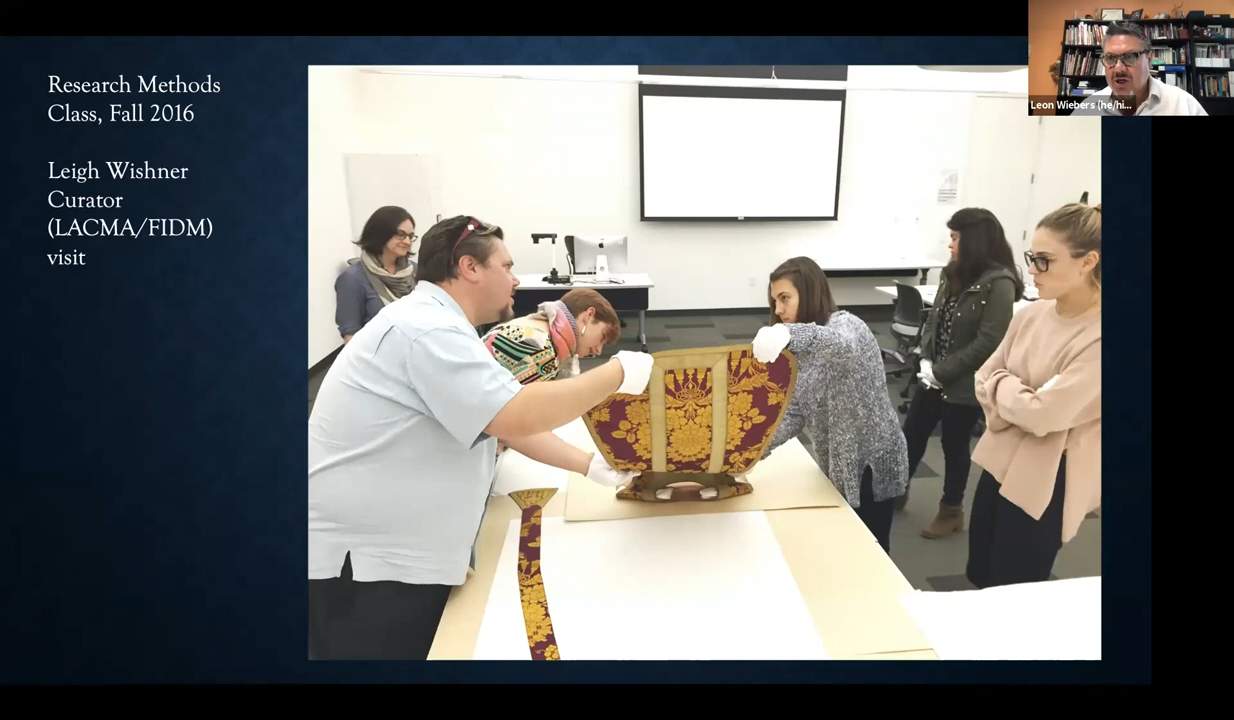 Research Methods
Class, Fall 2016
Leigh Wishner
Curator
(LACMA/FIDM)
visit
Leon Wiebers (he/hi...